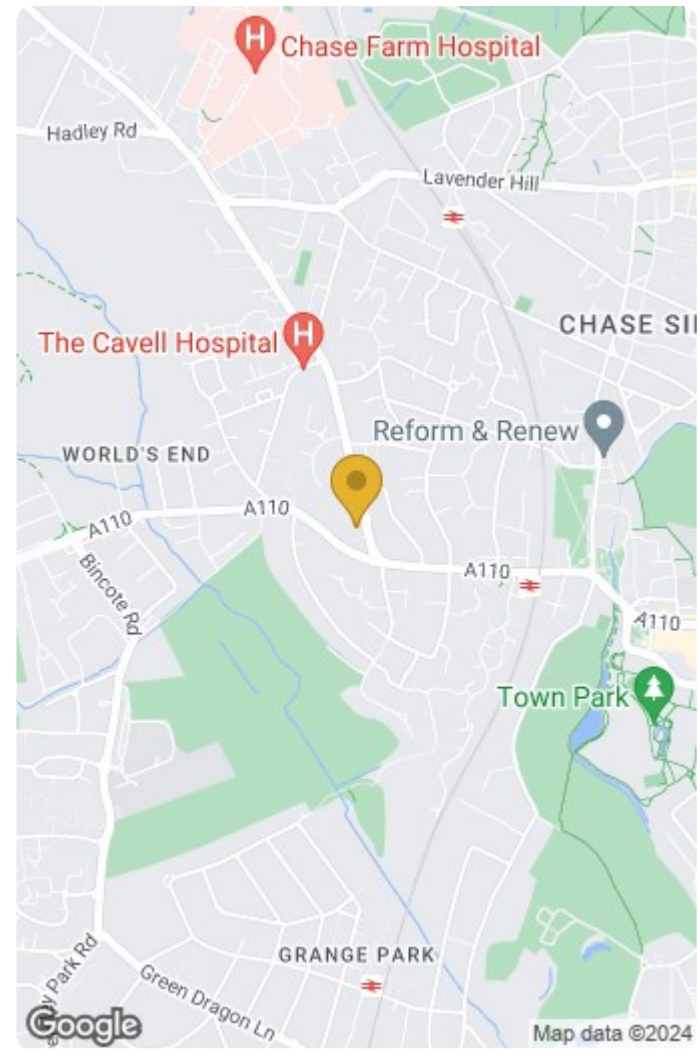 Chase Farm Hospital
Hadley Rd
Lavender Hill
CHASE SI
The Cavell Hospital
Reform & Renew
WORLD'S END
A110
A110
A110
A110
Bincote Rd
Town Park
GRANGE PARK
Park Rd
Green Dragon Ln
Google
Map data ©2024